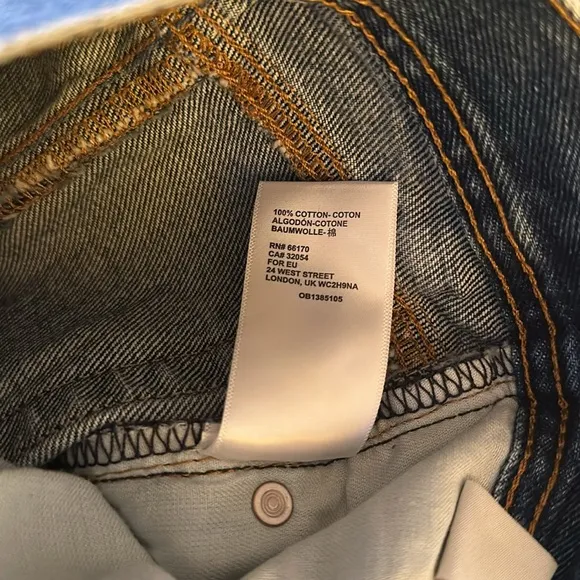 100% COTTON- COTON
ALGODÓN-COTONE
BAUMWOLLE- 棉
RN# 66170
CA# 32054
FOR EU
24 WEST STREET
LONDON, UK WC2H9NA
OB1385105